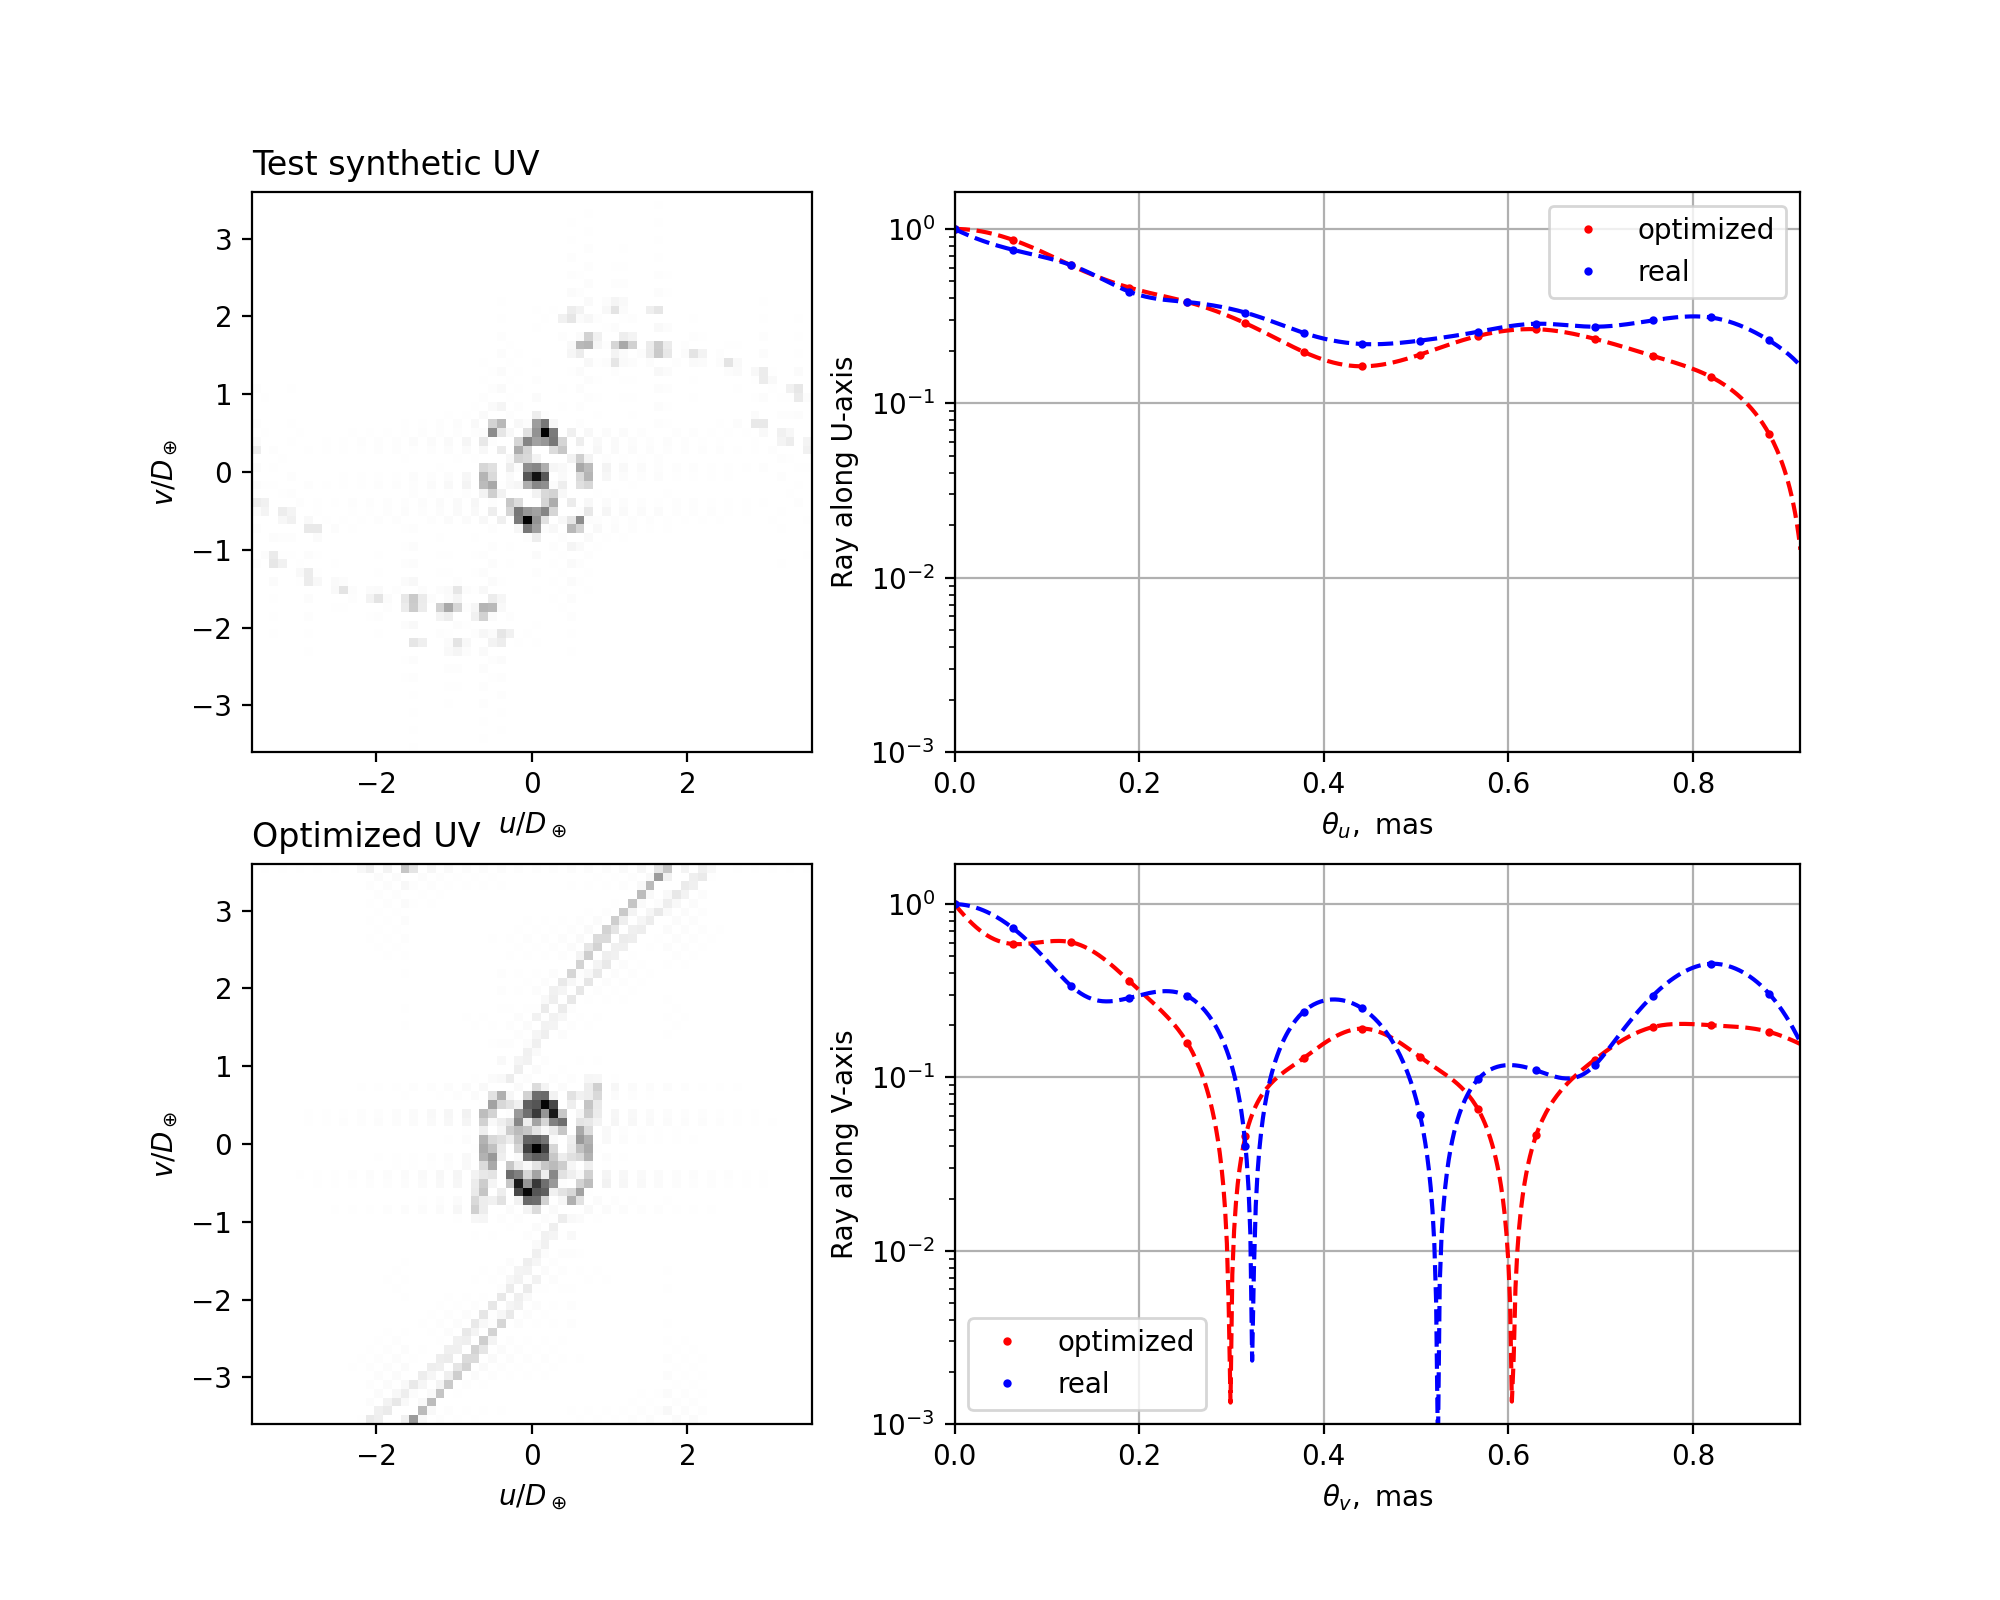 Test synthetic UV
3
2
1
0
−1
−2
−3
v/D⊕
−2 0 2
u/D⊕
10⁰
10⁻¹
10⁻²
10⁻³
Ray along U-axis
optimized
real
0.0 0.2 0.4 0.6 0.8
θᵤ, mas
Optimized UV
3
2
1
0
−1
−2
−3
v/D⊕
−2 0 2
u/D⊕
10⁰
10⁻¹
10⁻²
10⁻³
Ray along V-axis
optimized
real
0.0 0.2 0.4 0.6 0.8
θᵥ, mas